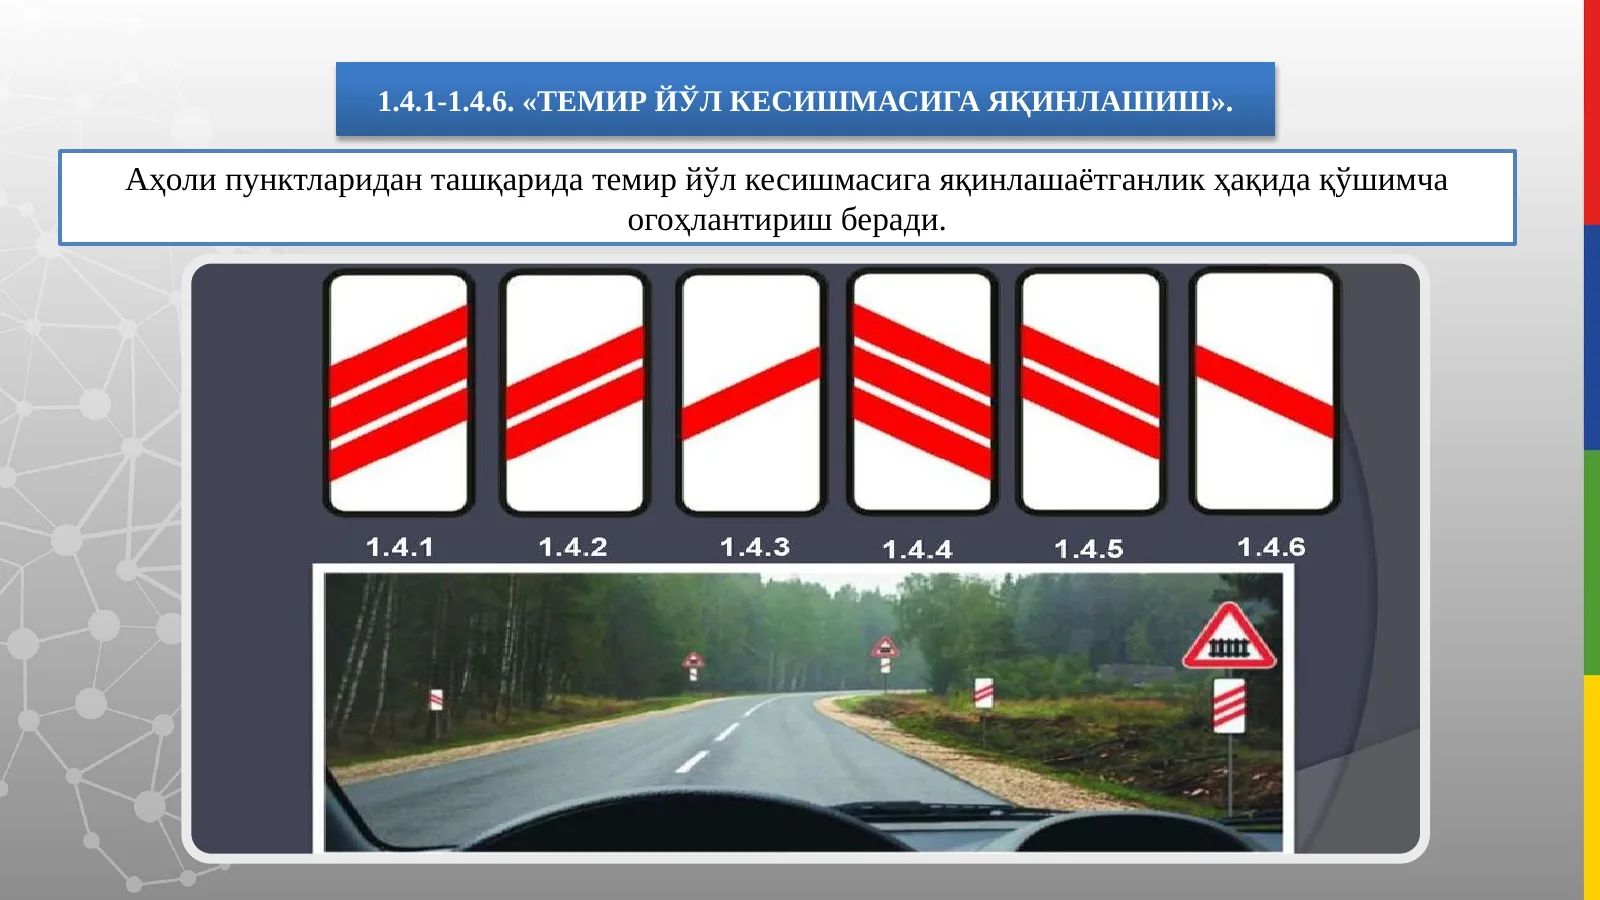 1.4.1-1.4.6. «ТЕМИР ЙЎЛ КЕСИШМАСИГА ЯҚИНЛАШИШ».
Аҳоли пунктларидан ташқарида темир йўл кесишмасига яқинлашаётганлик ҳақида қўшимча
огоҳлантириш беради.
1.4.1 1.4.2 1.4.3 1.4.4 1.4.5 1.4.6